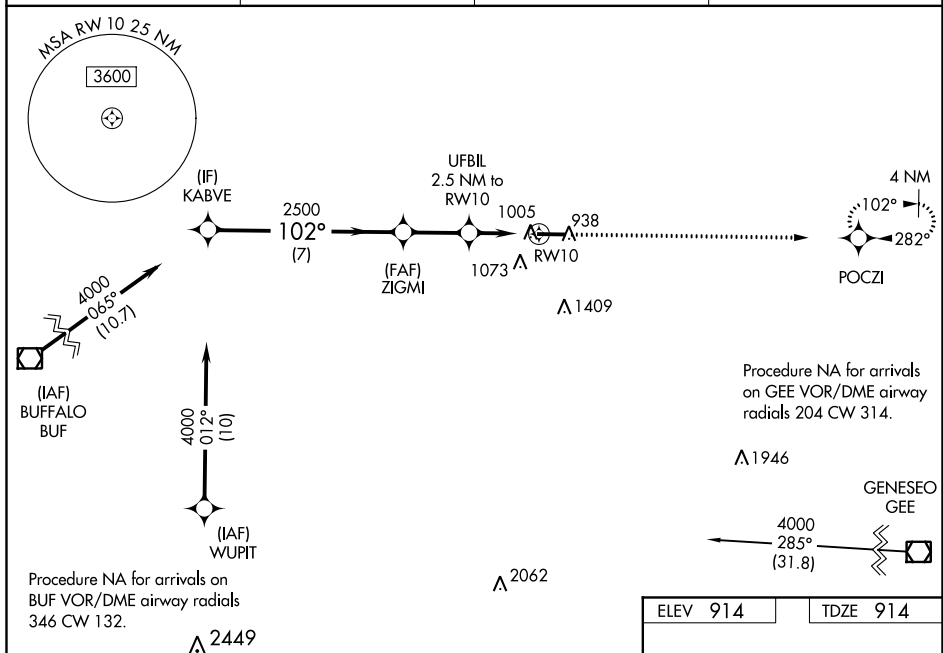 MSA RW 10 25 NM
3600
(IF)
KABVE
2500
102°
(7)
UFBIL
2.5 NM to
RW10
1005
938
RW10
1073
(FAF)
ZIGMI
1409
4 NM
102°
282°
POCZI
4000
065°
(10.7)
(IAF)
BUFFALO
BUF
4000
012°
(10)
(IAF)
WUPIT
Procedure NA for arrivals
on GEE VOR/DME airway
radials 204 CW 314.
1946
GENESEO
GEE
4000
285°
(31.8)
2062
Procedure NA for arrivals on
BUF VOR/DME airway radials
346 CW 132.
2449
ELEV 914
TDZE 914